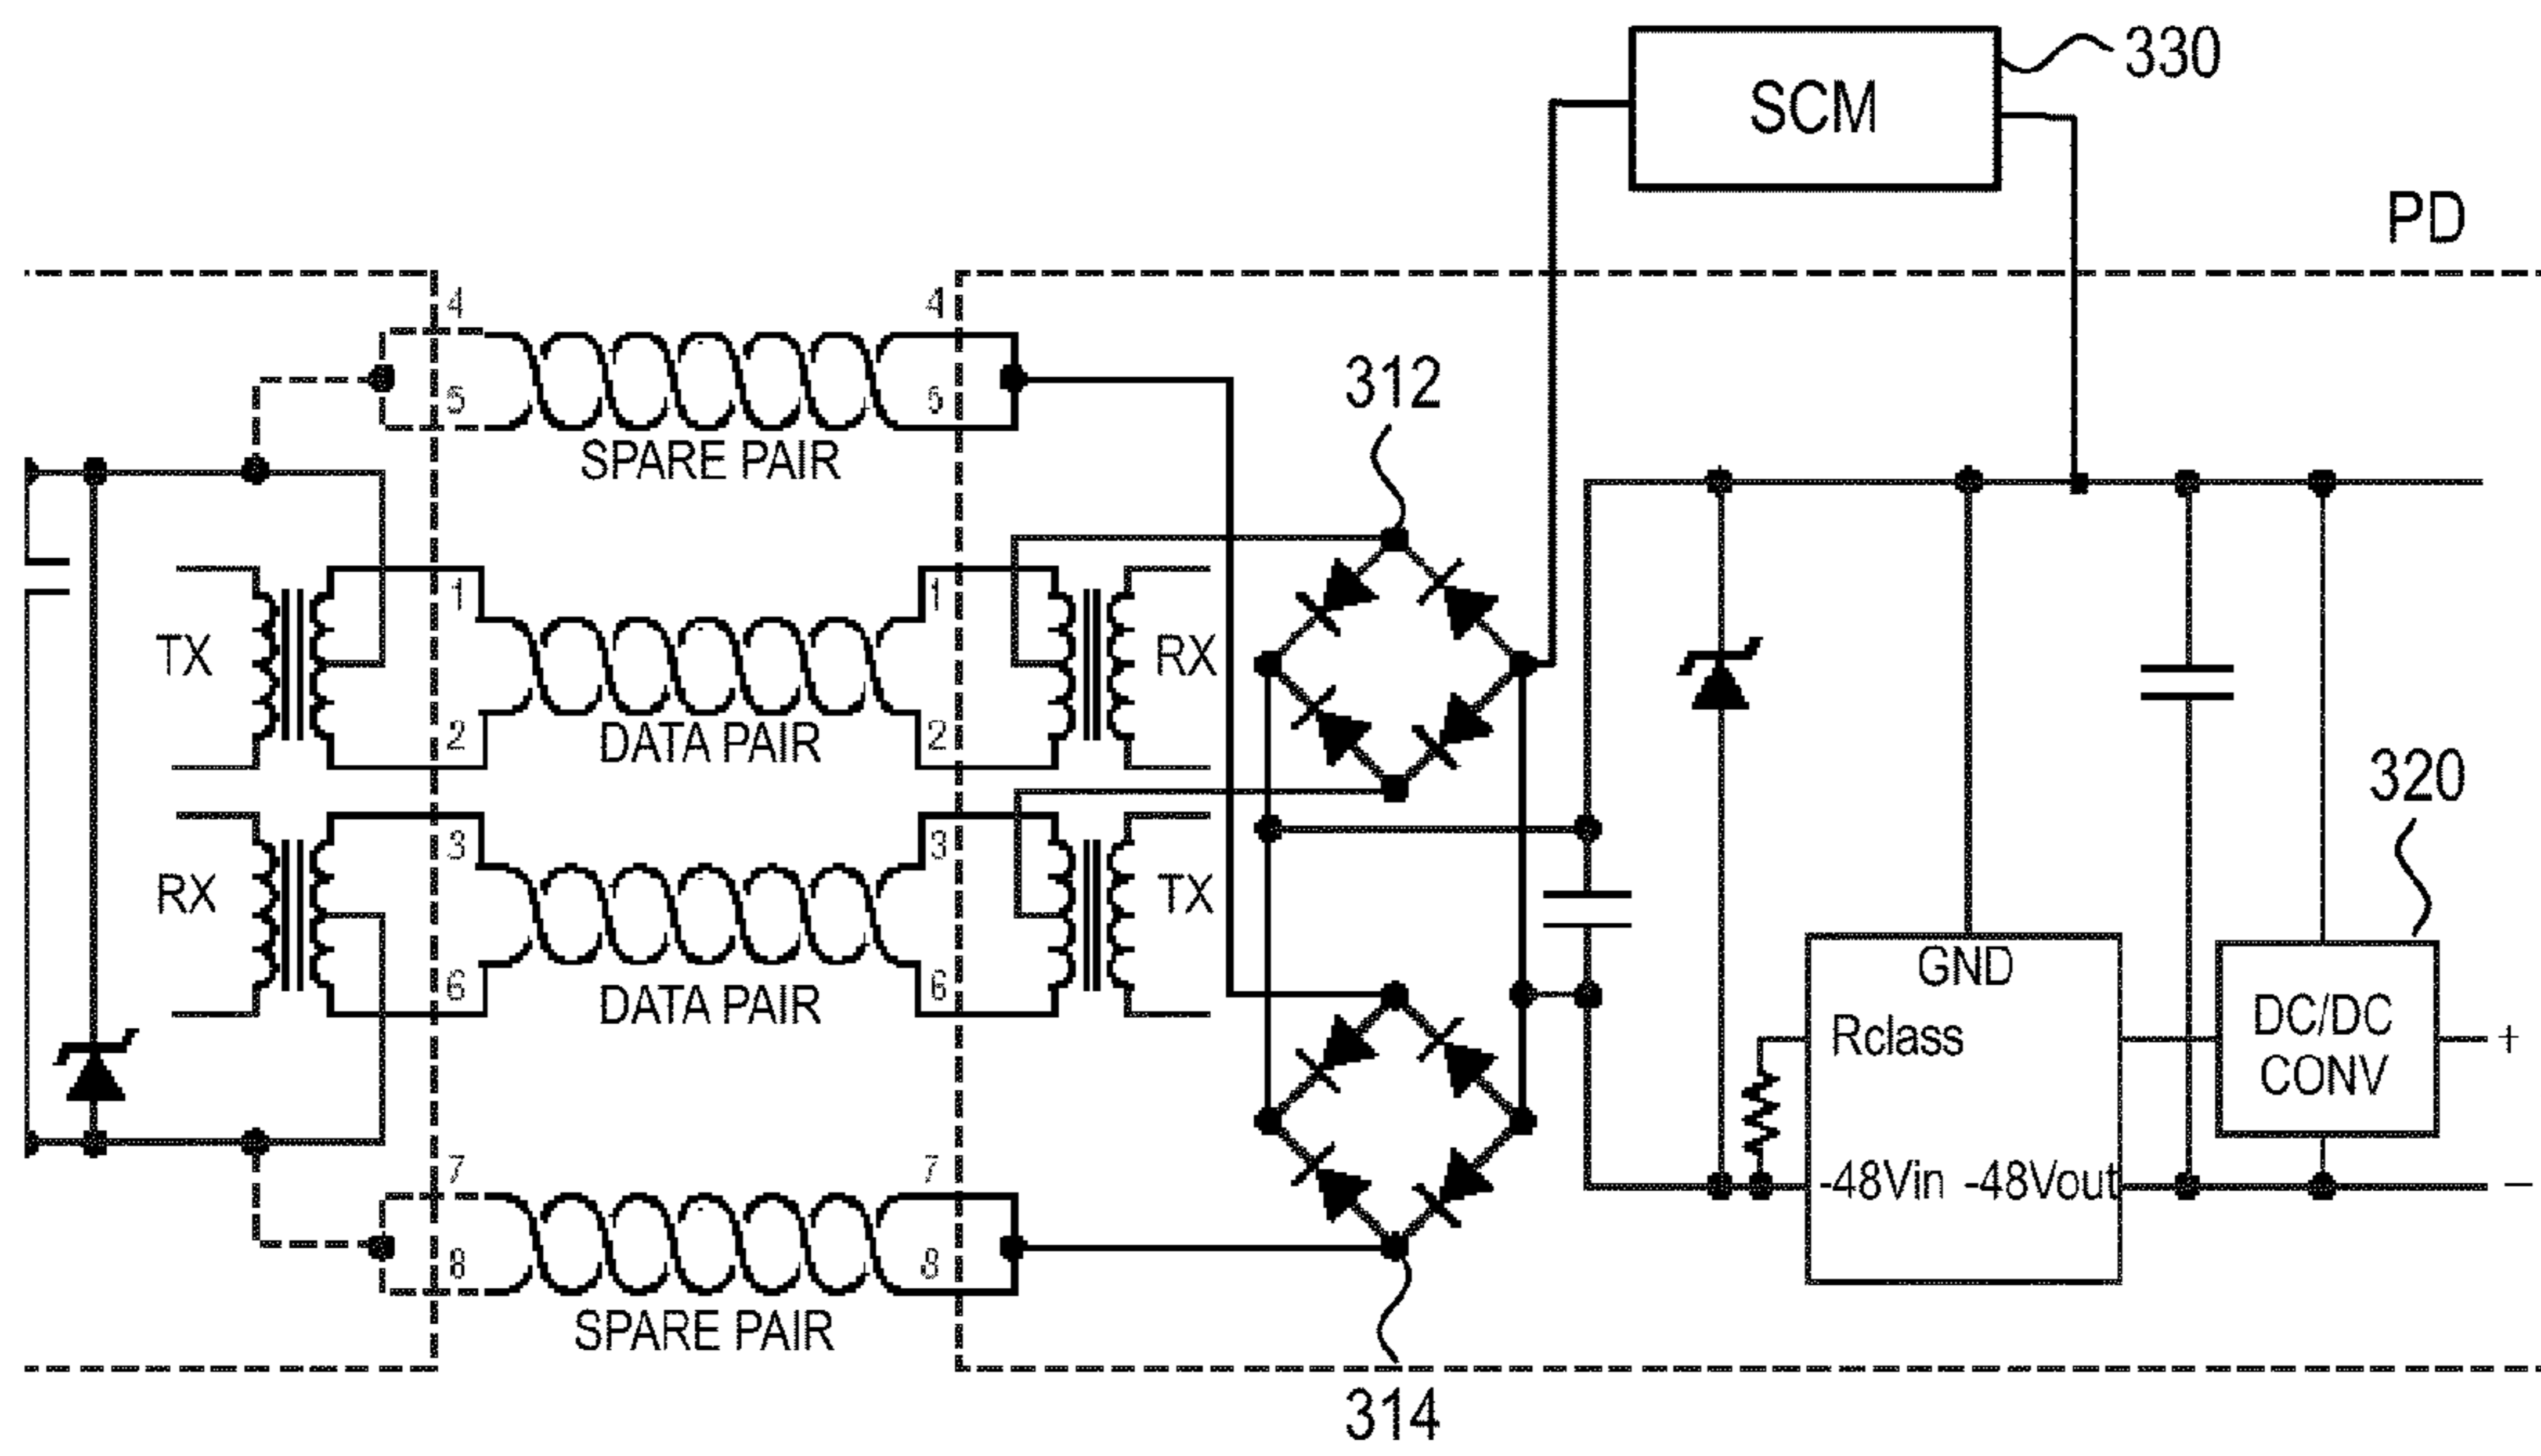 330
SCM
PD
4
4
312
5
5
SPARE PAIR
1
1
TX
RX
2
2
DATA PAIR
320
3
3
RX
TX
6
6
DATA PAIR
GND
DC/DC
CONV
Rclass
+
7
7
-48Vin
-48Vout
–
8
8
SPARE PAIR
314